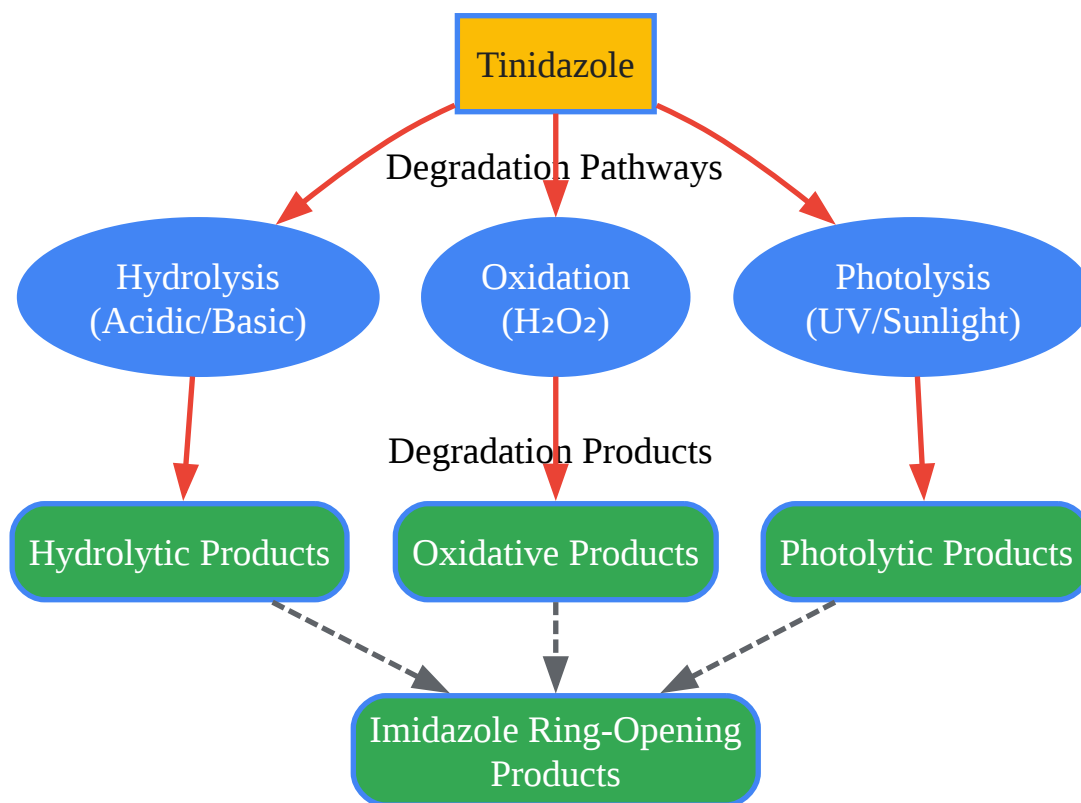 Tinidazole
Degradation Pathways
Hydrolysis
(Acidic/Basic)
Oxidation
(H₂O₂)
Photolysis
(UV/Sunlight)
Degradation Products
Hydrolytic Products
Oxidative Products
Photolytic Products
Imidazole Ring-Opening
Products